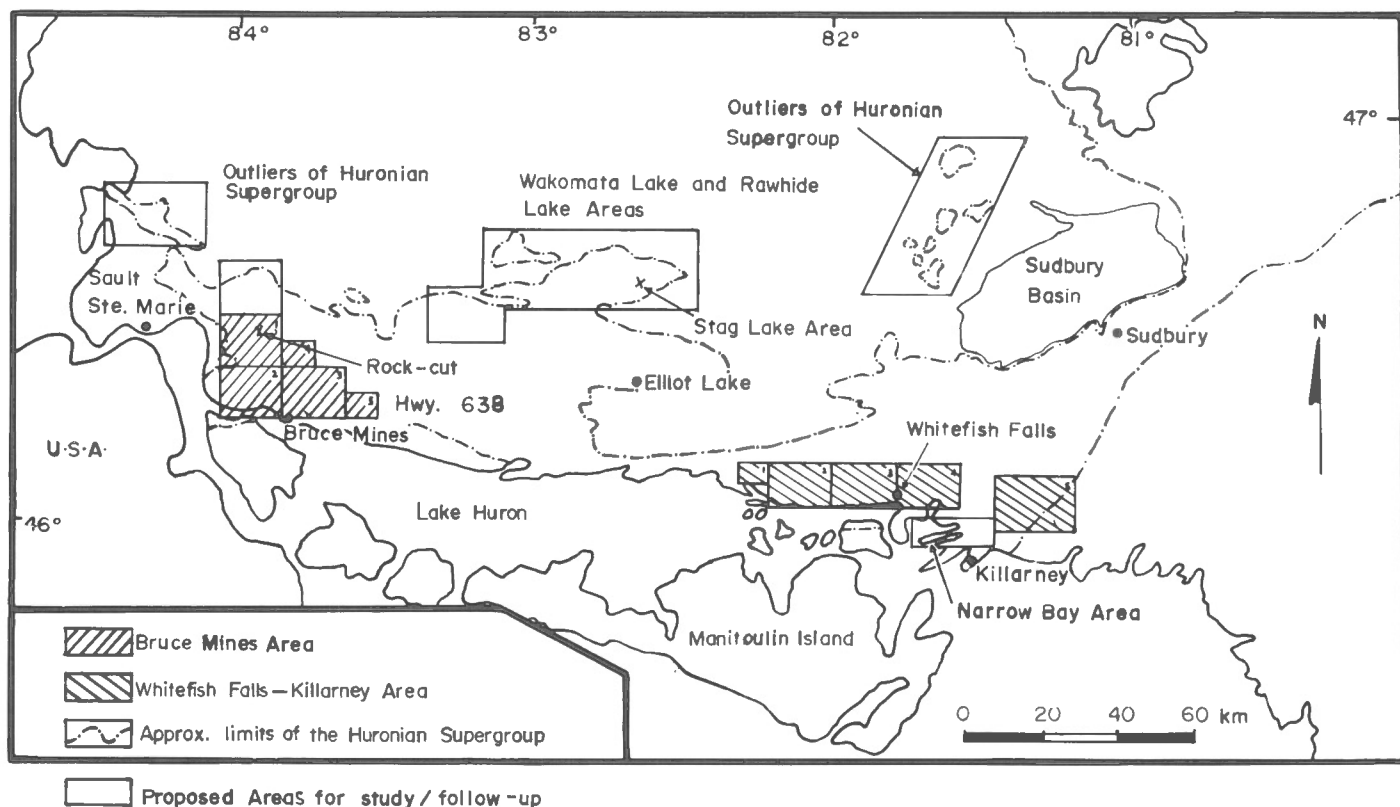 84°
83°
82°
81°
47°
Outliers of Huronian
Supergroup
Outliers of Huronian
Supergroup
Wakomata Lake and Rawhide
Lake Areas
Sault
Ste. Marie
Sudbury
Basin
Stag Lake Area
Sudbury
N
Rock-cut
Elliot Lake
Hwy. 638
Bruce Mines
Whitefish Falls
U.S.A.
46°
Lake Huron
Killarney
Narrow Bay Area
Manitoulin Island
Bruce Mines Area
Whitefish Falls-Killarney Area
Approx. limits of the Huronian Supergroup
0 20 40 60 km
Proposed Areas for study/follow-up